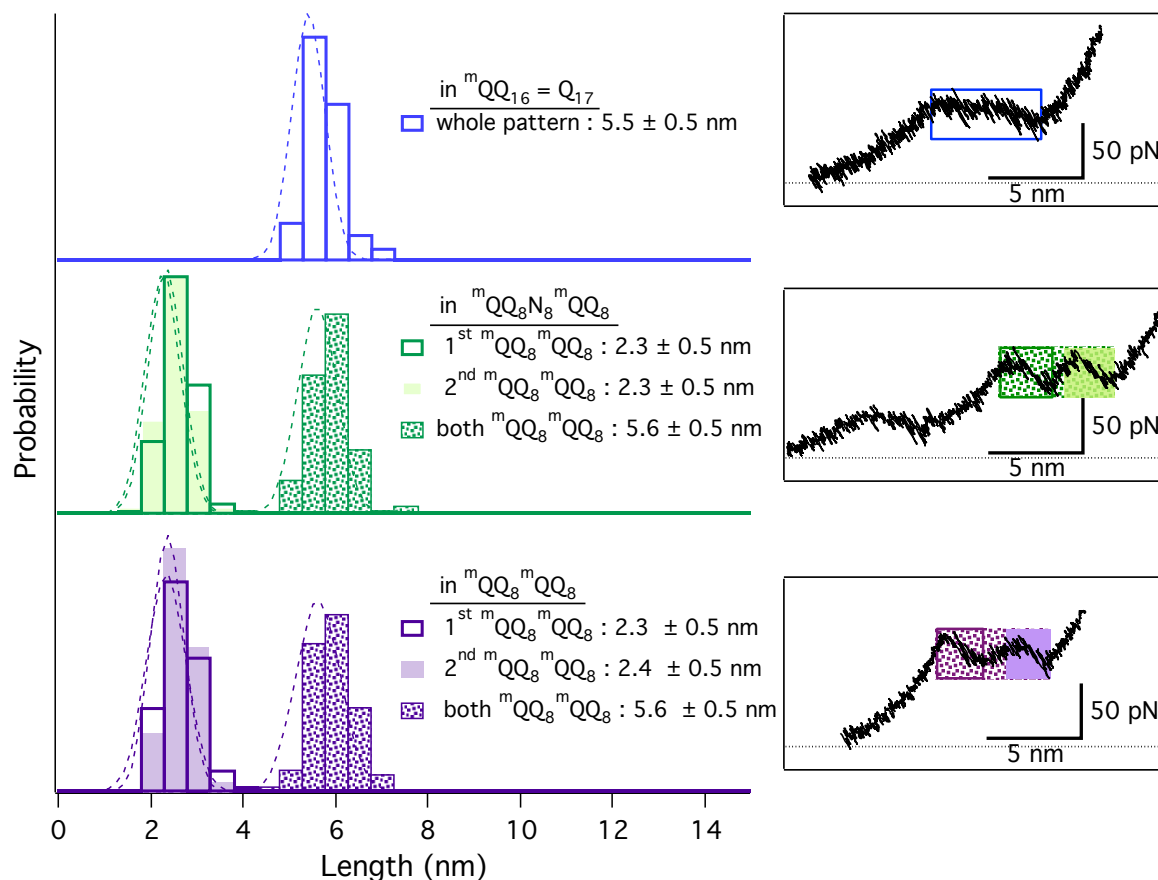 in mQQ16 = Q17
whole pattern : 5.5 ± 0.5 nm
50 pN
5 nm
in mQQ8N8mQQ8
1st mQQ8mQQ8 : 2.3 ± 0.5 nm
2nd mQQ8mQQ8 : 2.3 ± 0.5 nm
both mQQ8mQQ8 : 5.6 ± 0.5 nm
50 pN
5 nm
Probability
in mQQ8mQQ8
1st mQQ8mQQ8 : 2.3 ± 0.5 nm
2nd mQQ8mQQ8 : 2.4 ± 0.5 nm
both mQQ8mQQ8 : 5.6 ± 0.5 nm
50 pN
5 nm
0 2 4 6 8 10 12 14
Length (nm)